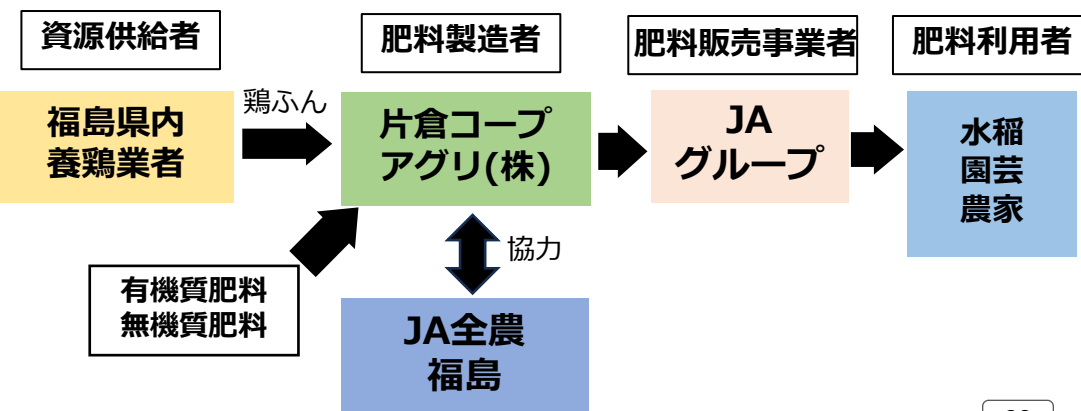 資源供給者
肥料製造者
肥料販売事業者
肥料利用者
福島県内
養鶏業者
鶏ふん
片倉コープ
アグリ(株)
JA
グループ
水稲
園芸
農家
有機質肥料
無機質肥料
協力
JA全農
福島